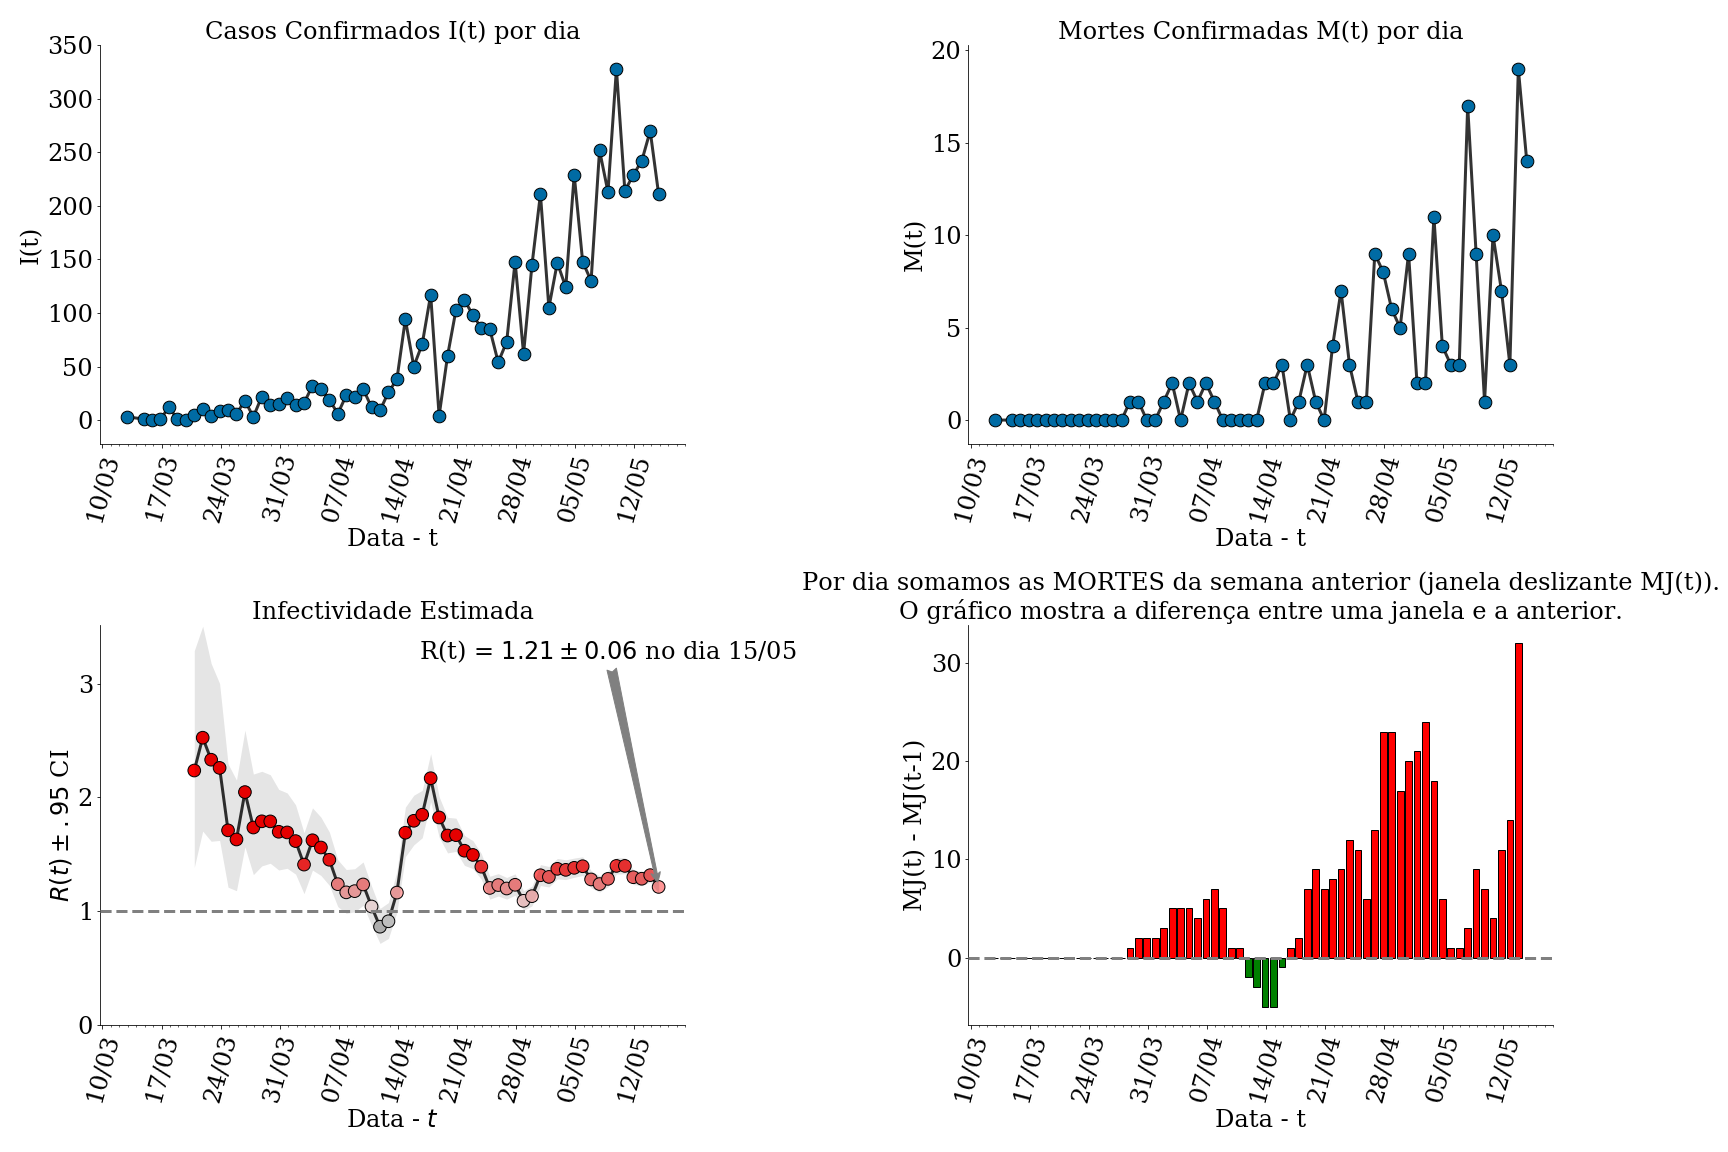 Casos Confirmados I(t) por dia
350
300
250
200
150
100
50
0
I(t)
10/03 17/03 24/03 31/03 07/04 14/04 21/04 28/04 05/05 12/05
Data - t
Mortes Confirmadas M(t) por dia
20
15
10
5
0
M(t)
10/03 17/03 24/03 31/03 07/04 14/04 21/04 28/04 05/05 12/05
Data - t
Infectividade Estimada
R(t) = 1.21 ± 0.06 no dia 15/05
3
2
1
0
R(t) ± .95 CI
10/03 17/03 24/03 31/03 07/04 14/04 21/04 28/04 05/05 12/05
Data - t
Por dia somamos as MORTES da semana anterior (janela deslizante MJ(t)).
O gráfico mostra a diferença entre uma janela e a anterior.
30
20
10
0
MJ(t) - MJ(t-1)
10/03 17/03 24/03 31/03 07/04 14/04 21/04 28/04 05/05 12/05
Data - t